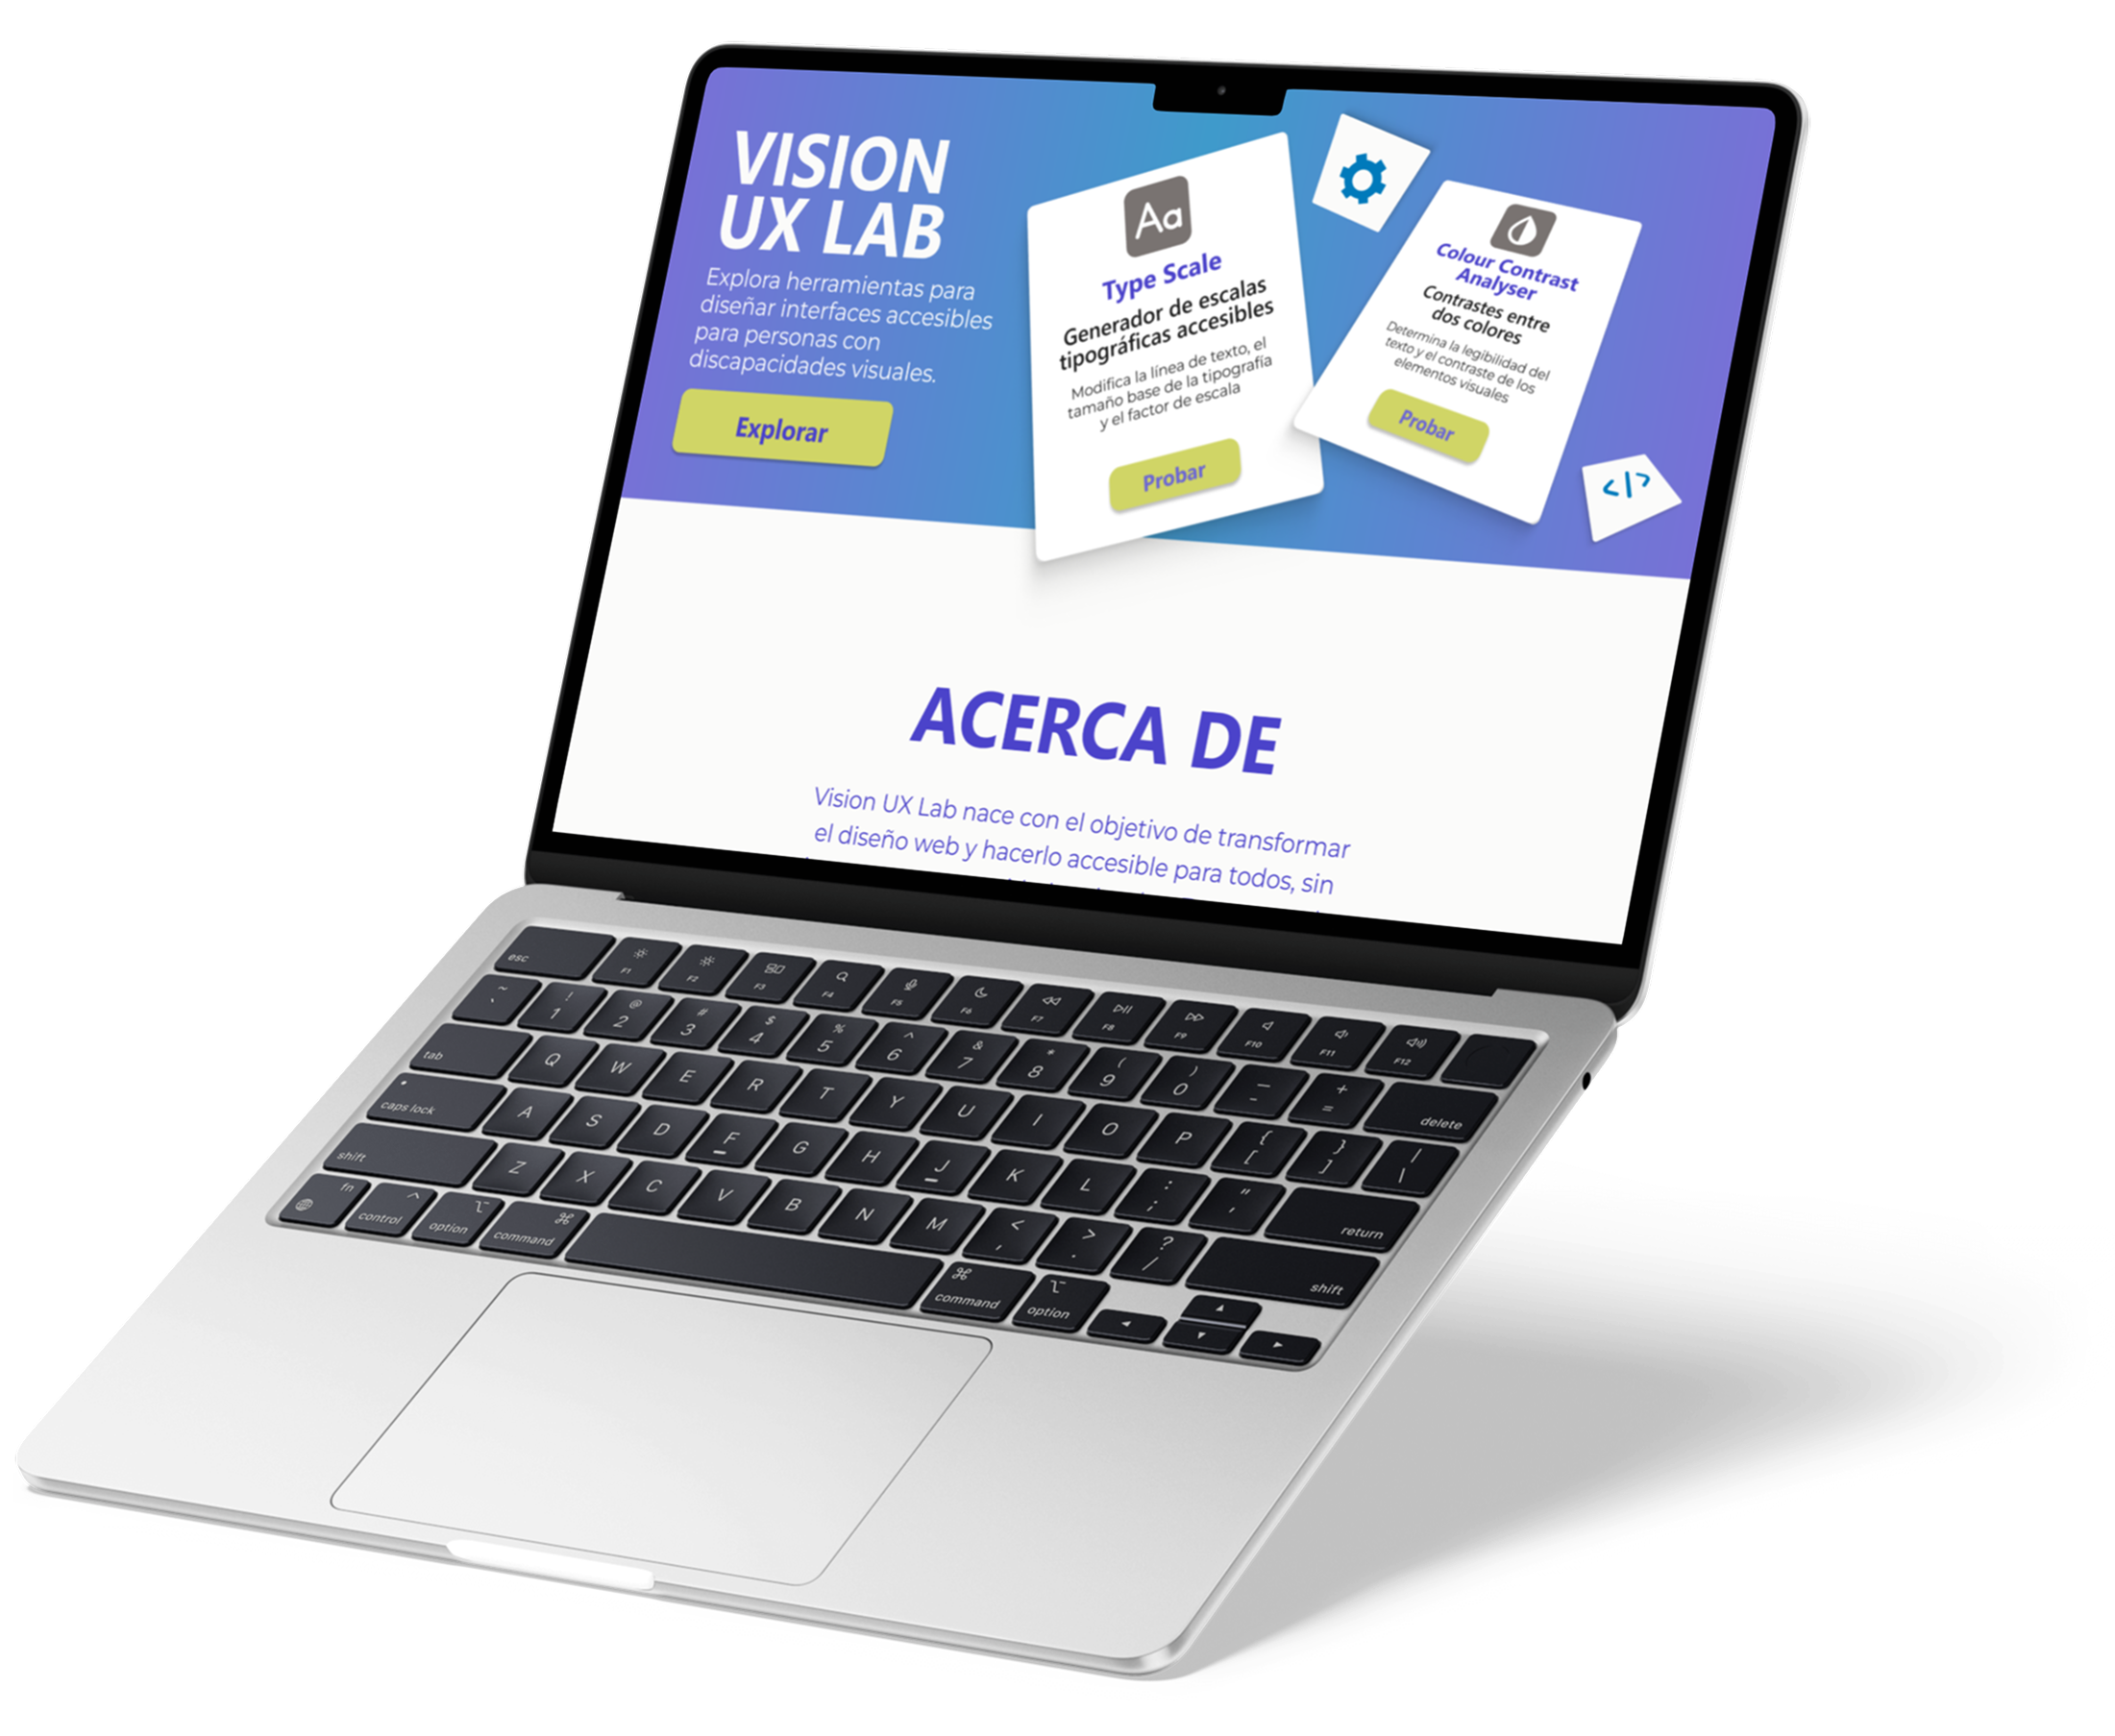 VISION
UX LAB
Explora herramientas para
diseñar interfaces accesibles
para personas con
discapacidades visuales.
Explorar
Aa
Type Scale
Generador de escalas
tipográficas accesibles
Modifica la línea de texto, el
tamaño base de la tipografía
y el factor de escala
Probar
Colour Contrast
Analyser
Contrastes entre
dos colores
Determina la legibilidad del
texto y el contraste de los
elementos visuales
Probar
</>
ACERCA DE
Vision UX Lab nace con el objetivo de transformar
el diseño web y hacerlo accesible para todos, sin
esc F1 F2 F3 F4 F5 F6 F7 F8 F9 F10 F11 F12
~ ! @ # $ % ^ & * ( ) — +
` 1 2 3 4 5 6 7 8 9 0 - = delete
tab Q W E R T Y U I O P { [ } ] | \
caps lock A S D F G H J K L : ; " ' return
shift Z X C V B N M < , > . ? / shift
fn control option command command option